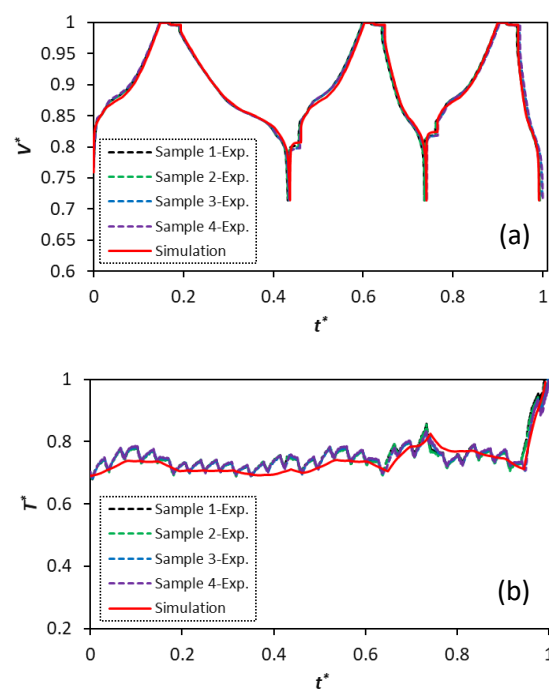 1
0.95
0.9
0.85
0.8
0.75
0.7
0.65
0.6
V*
Sample 1-Exp.
Sample 2-Exp.
Sample 3-Exp.
Sample 4-Exp.
Simulation
(a)
0 0.2 0.4 0.6 0.8 1
t*
1
0.8
0.6
0.4
0.2
T*
Sample 1-Exp.
Sample 2-Exp.
Sample 3-Exp.
Sample 4-Exp.
Simulation
(b)
0 0.2 0.4 0.6 0.8 1
t*